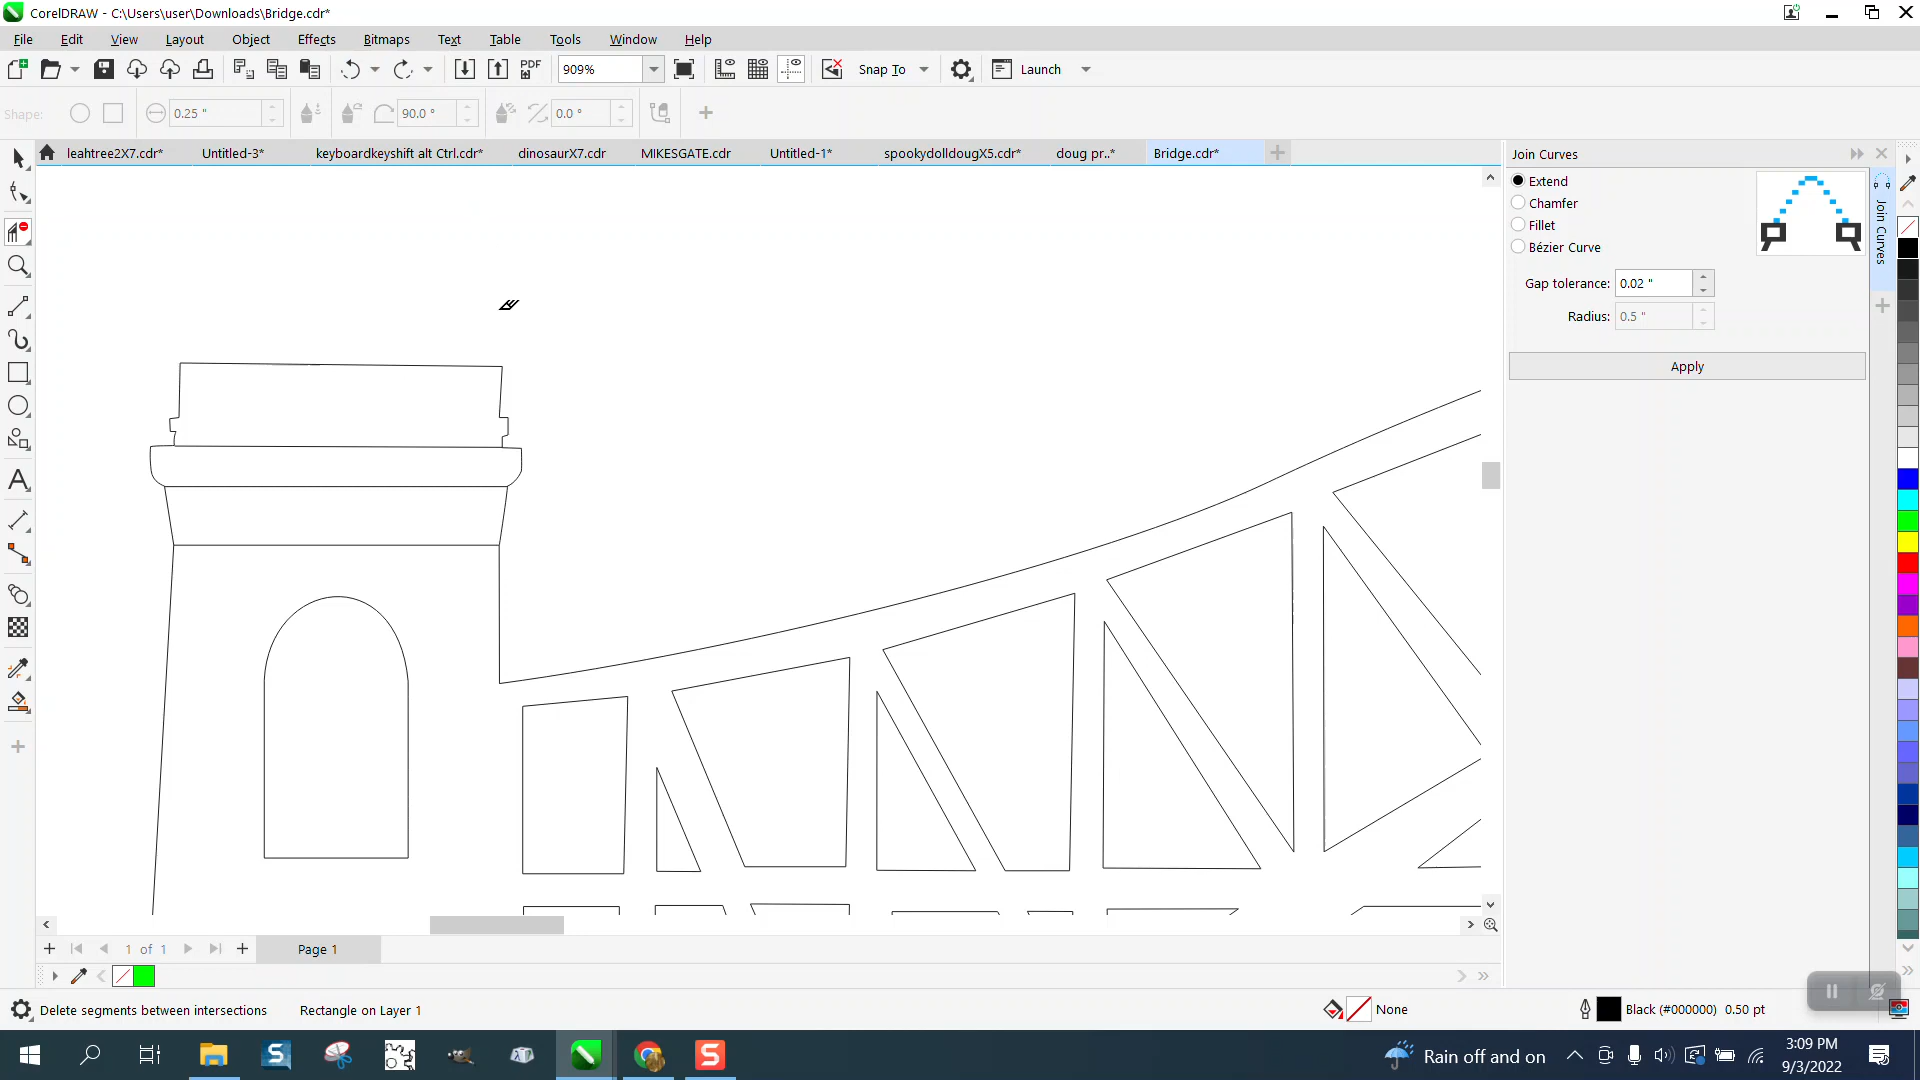 CorelDRAW - C:\Users\user\Downloads\Bridge.cdr*
File Edit View Layout Object Effects Bitmaps Text Table Tools Window Help
PDF 909% Snap To Launch
Shape: 0.25 " 90.0 ° 0.0 °
leahtree2X7.cdr* Untitled-3* keyboardkeyshift alt Ctrl.cdr* dinosaurX7.cdr MIKESGATE.cdr Untitled-1* spookydolldougX5.cdr* doug pr..* Bridge.cdr*
Join Curves
Extend
Chamfer
Fillet
Bézier Curve
Gap tolerance: 0.02 "
Radius: 0.5 "
Apply
Join Curves
1 of 1 Page 1
Delete segments between intersections Rectangle on Layer 1 None Black (#000000) 0.50 pt
Rain off and on
3:09 PM
9/3/2022